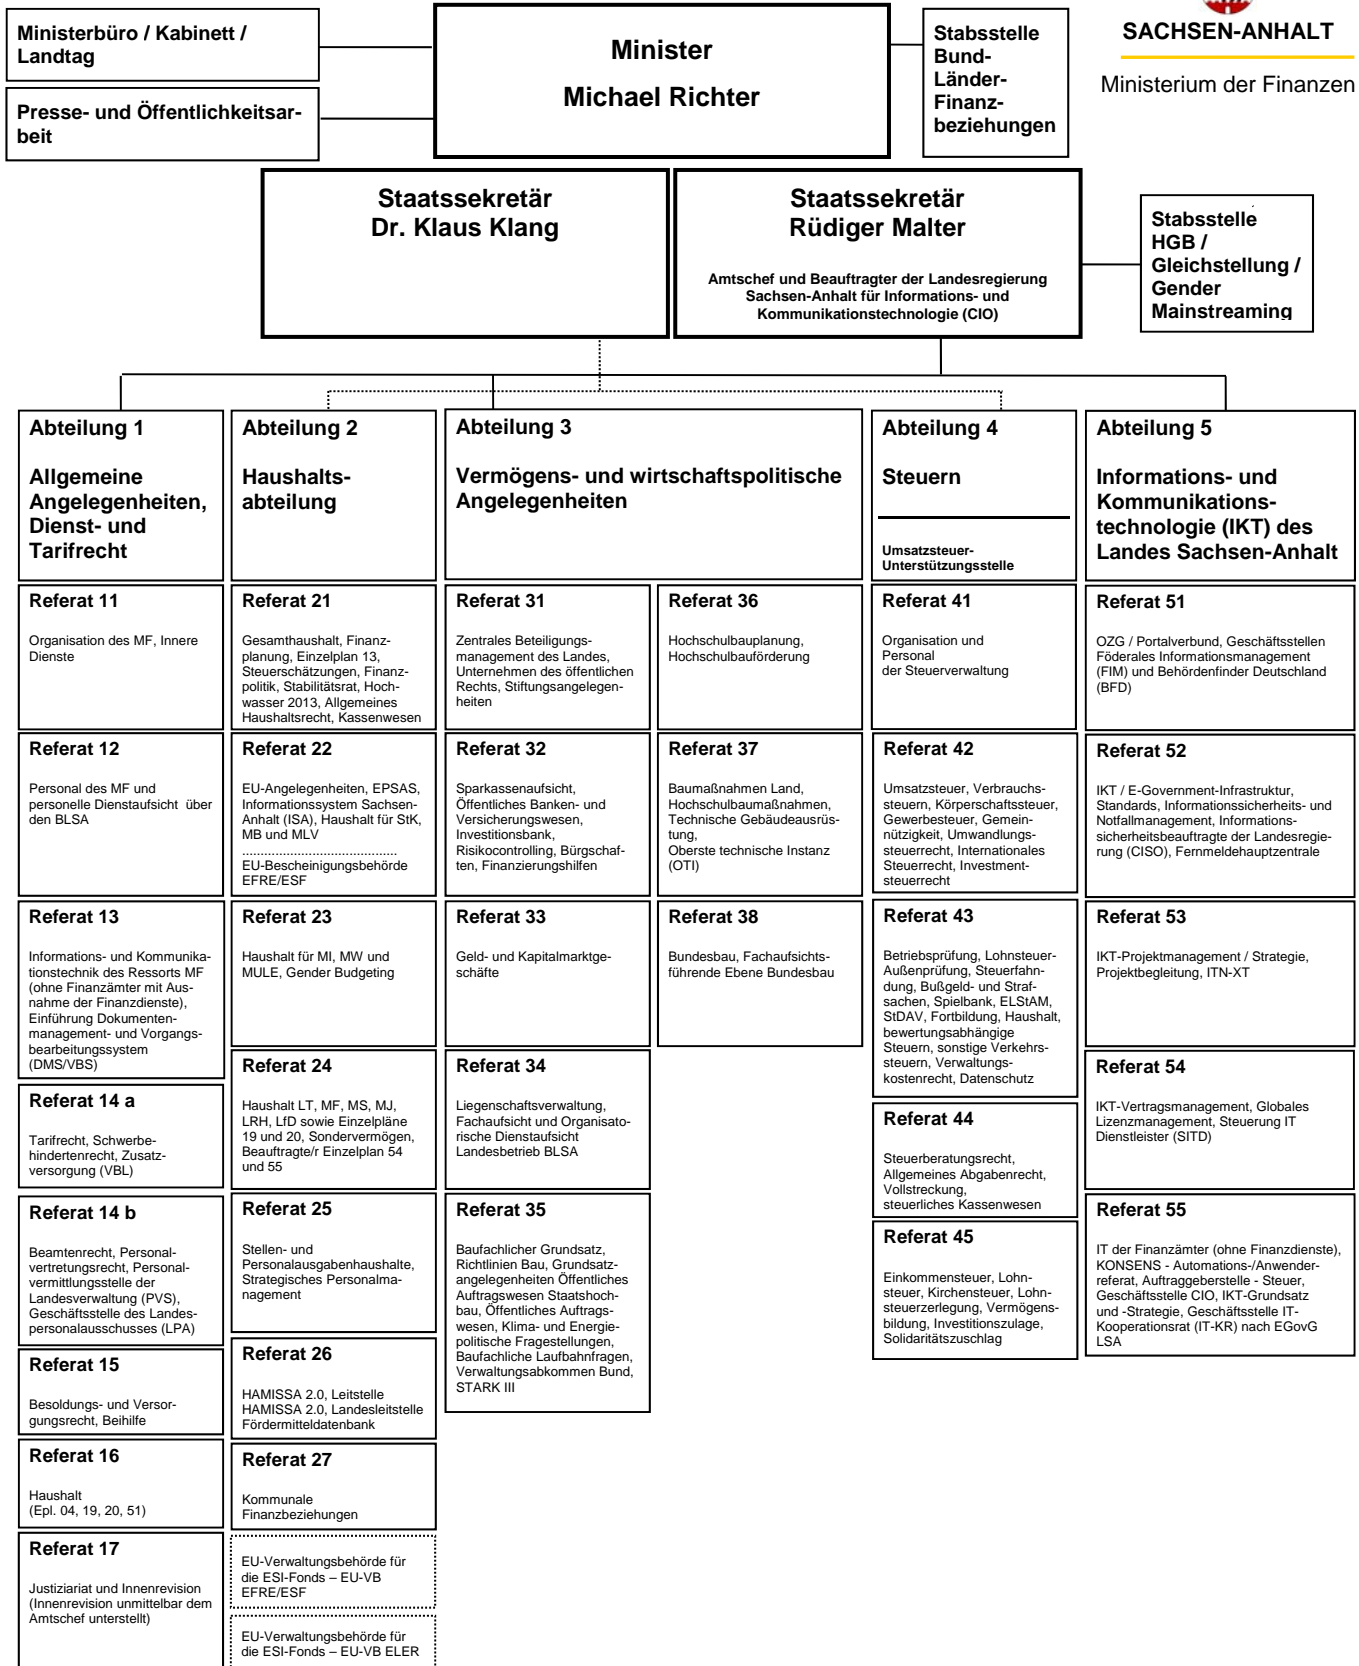 Ministerbüro / Kabinett /
Landtag
Presse- und Öffentlichkeitsar-
beit
Minister
Michael Richter
Stabsstelle
Bund-
Länder-
Finanz-
beziehungen
SACHSEN-ANHALT
Ministerium der Finanzen
Staatssekretär
Dr. Klaus Klang
Staatssekretär
Rüdiger Malter
Amtschef und Beauftragter der Landesregierung
Sachsen-Anhalt für Informations- und
Kommunikationstechnologie (CIO)
Stabsstelle
HGB /
Gleichstellung /
Gender
Mainstreaming
Abteilung 1
Allgemeine
Angelegenheiten,
Dienst- und
Tarifrecht
Referat 11
Organisation des MF, Innere
Dienste
Referat 12
Personal des MF und
personelle Dienstaufsicht über
den BLSA
Referat 13
Informations- und Kommunika-
tionstechnik des Ressorts MF
(ohne Finanzämter mit Aus-
nahme der Finanzdienste),
Einführung Dokumenten-
management- und Vorgangs-
bearbeitungssystem
(DMS/VBS)
Referat 14 a
Tarifrecht, Schwerbe-
hindertenrecht, Zusatz-
versorgung (VBL)
Referat 14 b
Beamtenrecht, Personal-
vertretungsrecht, Personal-
vermittlungsstelle der
Landesverwaltung (PVS),
Geschäftsstelle des Landes-
personalausschusses (LPA)
Referat 15
Besoldungs- und Versor-
gungsrecht, Beihilfe
Referat 16
Haushalt
(Epl. 04, 19, 20, 51)
Referat 17
Justiziariat und Innenrevision
(Innenrevision unmittelbar dem
Amtschef unterstellt)
Abteilung 2
Haushalts-
abteilung
Referat 21
Gesamthaushalt, Finanz-
planung, Einzelplan 13,
Steuerschätzungen, Finanz-
politik, Stabilitätsrat, Hoch-
wasser 2013, Allgemeines
Haushaltsrecht, Kassenwesen
Referat 22
EU-Angelegenheiten, EPSAS,
Informationssystem Sachsen-
Anhalt (ISA), Haushalt für StK,
MB und MLV
...........................................
EU-Bescheinigungsbehörde
EFRE/ESF
Referat 23
Haushalt für MI, MW und
MULE, Gender Budgeting
Referat 24
Haushalt LT, MF, MS, MJ,
LRH, LfD sowie Einzelpläne
19 und 20, Sondervermögen,
Beauftragte/r Einzelplan 54
und 55
Referat 25
Stellen- und
Personalausgabenhaushalte,
Strategisches Personalma-
nagement
Referat 26
HAMISSA 2.0, Leitstelle
HAMISSA 2.0, Landesleitstelle
Fördermitteldatenbank
Referat 27
Kommunale
Finanzbeziehungen
EU-Verwaltungsbehörde für
die ESI-Fonds – EU-VB
EFRE/ESF
EU-Verwaltungsbehörde für
die ESI-Fonds – EU-VB ELER
Abteilung 3
Vermögens- und wirtschaftspolitische
Angelegenheiten
Referat 31
Zentrales Beteiligungs-
management des Landes,
Unternehmen des öffentlichen
Rechts, Stiftungsangelegen-
heiten
Referat 32
Sparkassenaufsicht,
Öffentliches Banken- und
Versicherungswesen,
Investitionsbank,
Risikocontrolling, Bürgschaf-
ten, Finanzierungshilfen
Referat 33
Geld- und Kapitalmarktge-
schäfte
Referat 34
Liegenschaftsverwaltung,
Fachaufsicht und Organisato-
rische Dienstaufsicht
Landesbetrieb BLSA
Referat 35
Baufachlicher Grundsatz,
Richtlinien Bau, Grundsatz-
angelegenheiten Öffentliches
Auftragswesen Staatshoch-
bau, Öffentliches Auftrags-
wesen, Klima- und Energie-
politische Fragestellungen,
Baufachliche Laufbahnfragen,
Verwaltungsabkommen Bund,
STARK III
Referat 36
Hochschulbauplanung,
Hochschulbauförderung
Referat 37
Baumaßnahmen Land,
Hochschulbaumaßnahmen,
Technische Gebäudeausrüs-
tung,
Oberste technische Instanz
(OTI)
Referat 38
Bundesbau, Fachaufsichts-
führende Ebene Bundesbau
Abteilung 4
Steuern
Umsatzsteuer-
Unterstützungsstelle
Referat 41
Organisation und
Personal
der Steuerverwaltung
Referat 42
Umsatzsteuer, Verbrauchs-
steuern, Körperschaftssteuer,
Gewerbesteuer, Gemein-
nützigkeit, Umwandlungs-
steuerrecht, Internationales
Steuerrecht, Investment-
steuerrecht
Referat 43
Betriebsprüfung, Lohnsteuer-
Außenprüfung, Steuerfahn-
dung, Bußgeld- und Straf-
sachen, Spielbank, ELStAM,
StDAV, Fortbildung, Haushalt,
bewertungsabhängige
Steuern, sonstige Verkehrs-
steuern, Verwaltungs-
kostenrecht, Datenschutz
Referat 44
Steuerberatungsrecht,
Allgemeines Abgabenrecht,
Vollstreckung,
steuerliches Kassenwesen
Referat 45
Einkommensteuer, Lohn-
steuer, Kirchensteuer, Lohn-
steuerzerlegung, Vermögens-
bildung, Investitionszulage,
Solidaritätszuschlag
Abteilung 5
Informations- und
Kommunikations-
technologie (IKT) des
Landes Sachsen-Anhalt
Referat 51
OZG / Portalverbund, Geschäftsstellen
Föderales Informationsmanagement
(FIM) und Behördenfinder Deutschland
(BFD)
Referat 52
IKT / E-Government-Infrastruktur,
Standards, Informationssicherheits- und
Notfallmanagement, Informations-
sicherheitsbeauftragte der Landesregie-
rung (CISO), Fernmeldehauptzentrale
Referat 53
IKT-Projektmanagement / Strategie,
Projektbegleitung, ITN-XT
Referat 54
IKT-Vertragsmanagement, Globales
Lizenzmanagement, Steuerung IT
Dienstleister (SITD)
Referat 55
IT der Finanzämter (ohne Finanzdienste),
KONSENS - Automations-/Anwender-
referat, Auftraggeberstelle - Steuer,
Geschäftsstelle CIO, IKT-Grundsatz
und -Strategie, Geschäftsstelle IT-
Kooperationsrat (IT-KR) nach EGovG
LSA